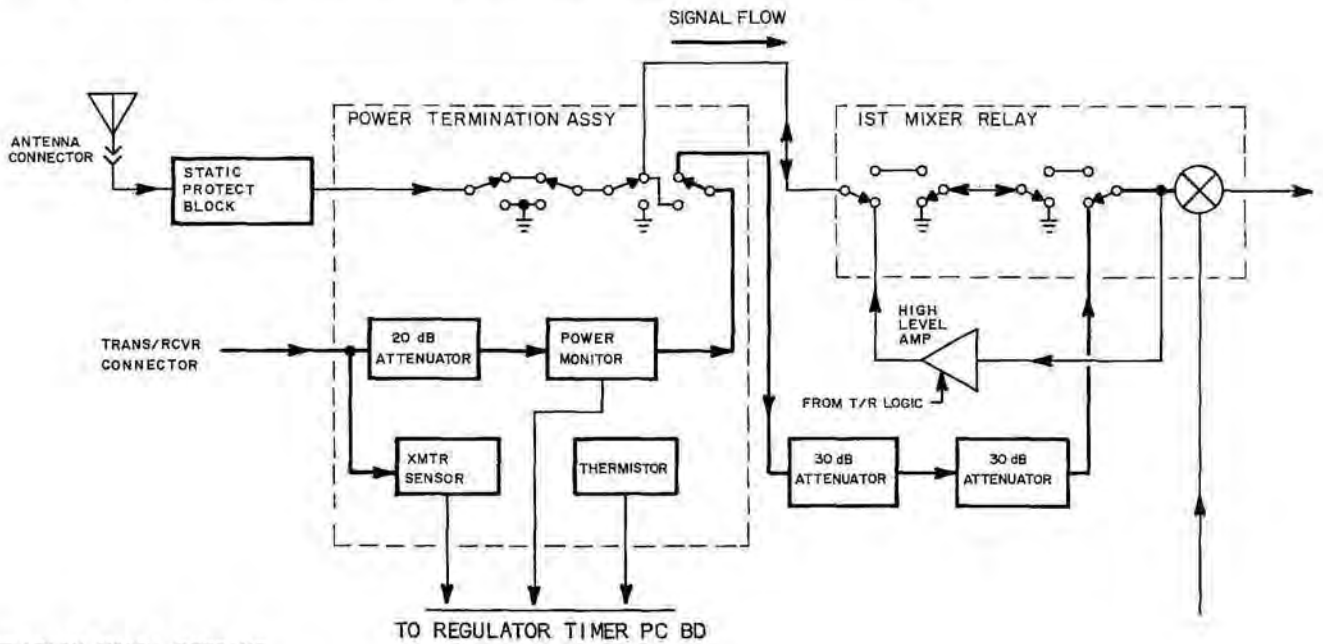 SIGNAL FLOW
ANTENNA
CONNECTOR
STATIC
PROTECT
BLOCK
POWER TERMINATION ASSY
1ST MIXER RELAY
TRANS/RCVR
CONNECTOR
20 dB
ATTENUATOR
POWER
MONITOR
HIGH
LEVEL
AMP
FROM T/R LOGIC
XMTR
SENSOR
THERMISTOR
30 dB
ATTENUATOR
30 dB
ATTENUATOR
TO REGULATOR TIMER PC BD